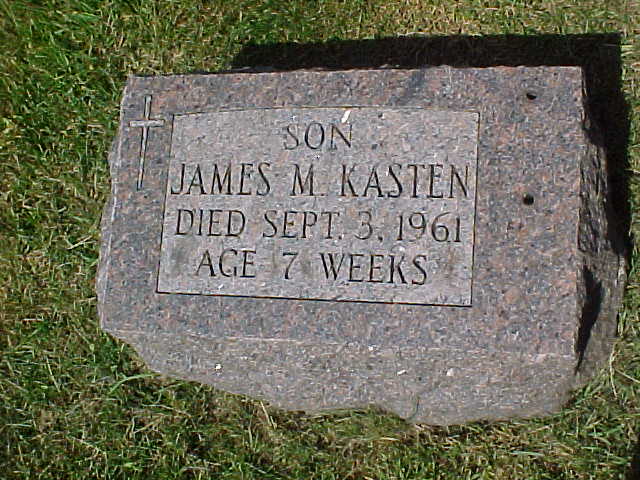 SON
JAMES M. KASTEN
DIED SEPT. 3, 1961
AGE 7 WEEKS